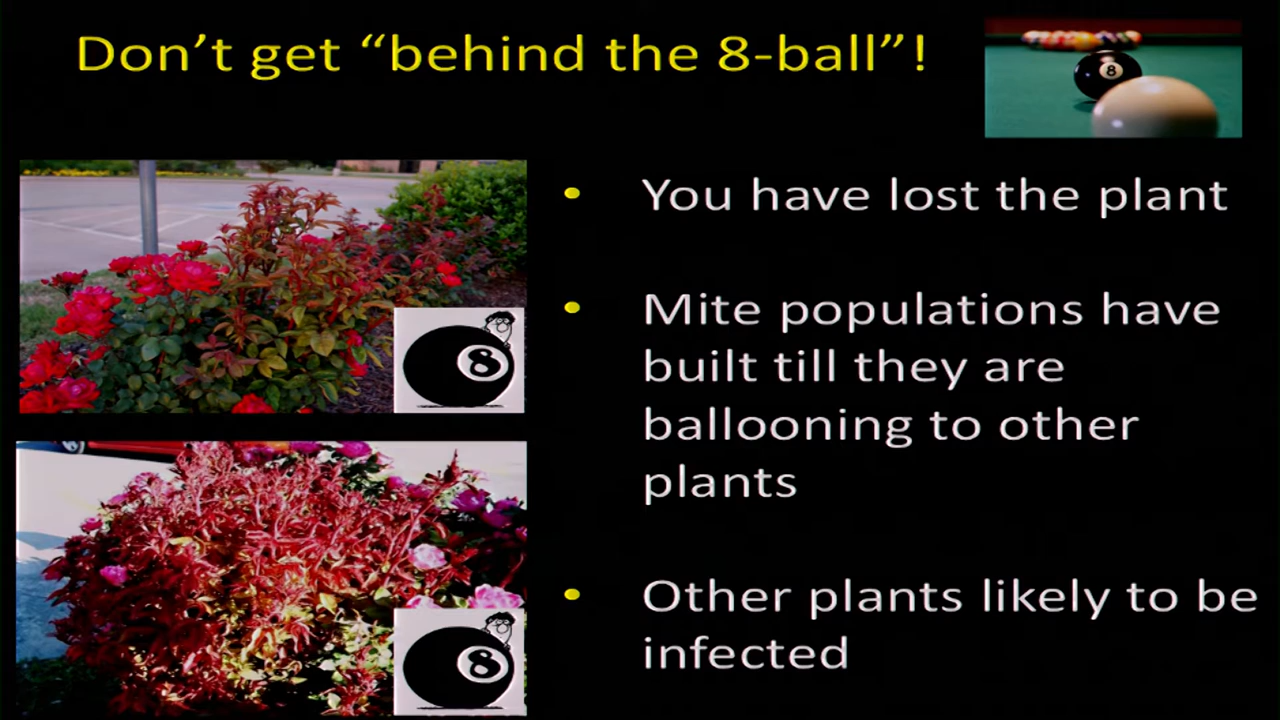 Don't get “behind the 8-ball”!
8
• You have lost the plant
• Mite populations have
built till they are
ballooning to other
plants
• Other plants likely to be
infected
8
8